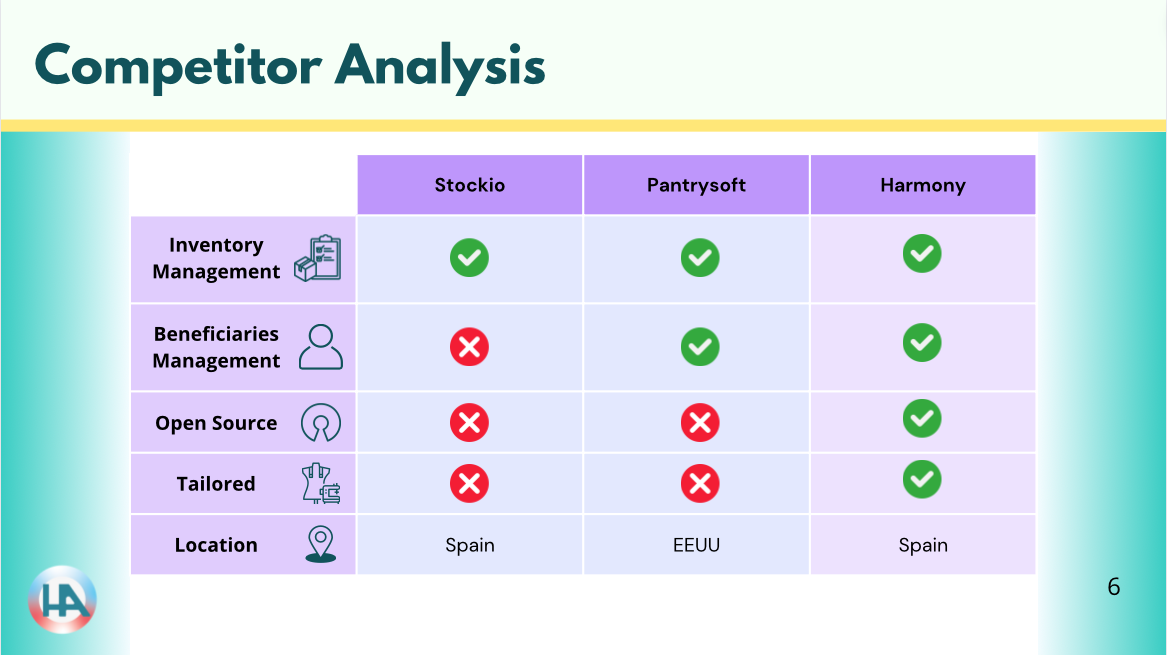 Competitor Analysis
Stockio Pantrysoft Harmony
Inventory
Management
Beneficiaries
Management
Open Source
Tailored
Location Spain EEUU Spain
HA
6